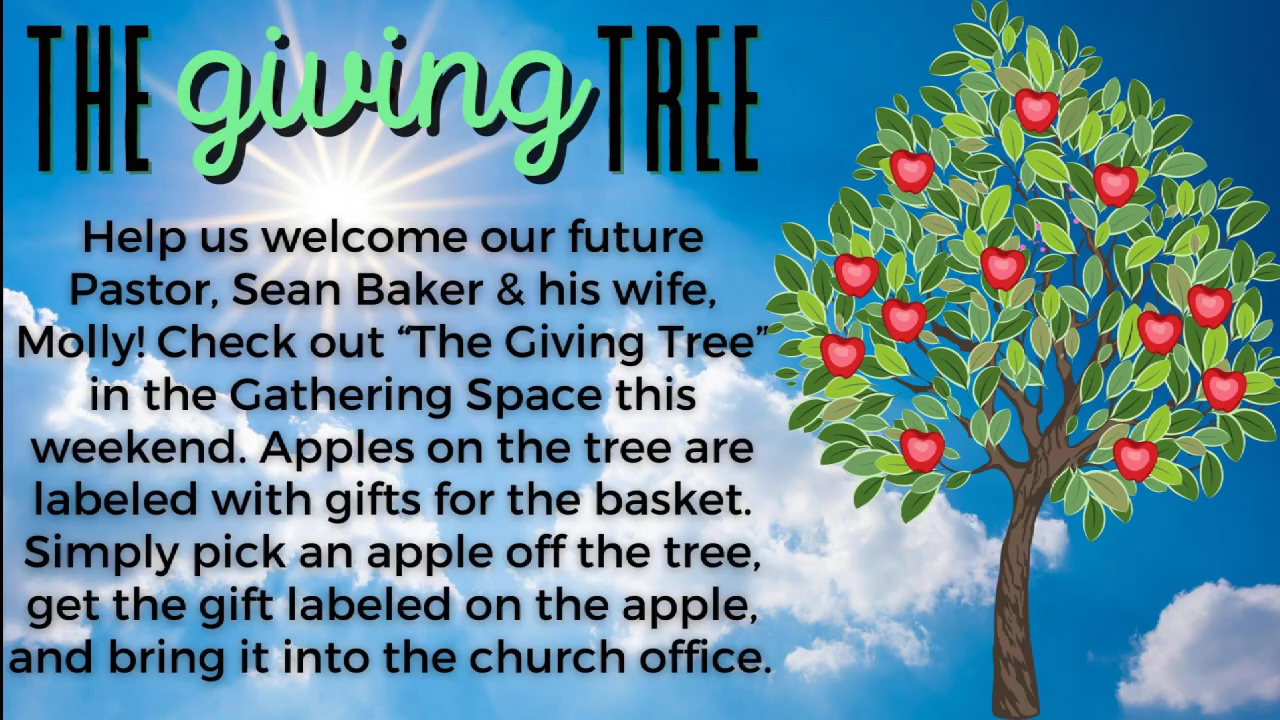 THE giving TREE
Help us welcome our future
Pastor, Sean Baker & his wife,
Molly! Check out “The Giving Tree”
in the Gathering Space this
weekend. Apples on the tree are
labeled with gifts for the basket.
Simply pick an apple off the tree,
get the gift labeled on the apple,
and bring it into the church office.